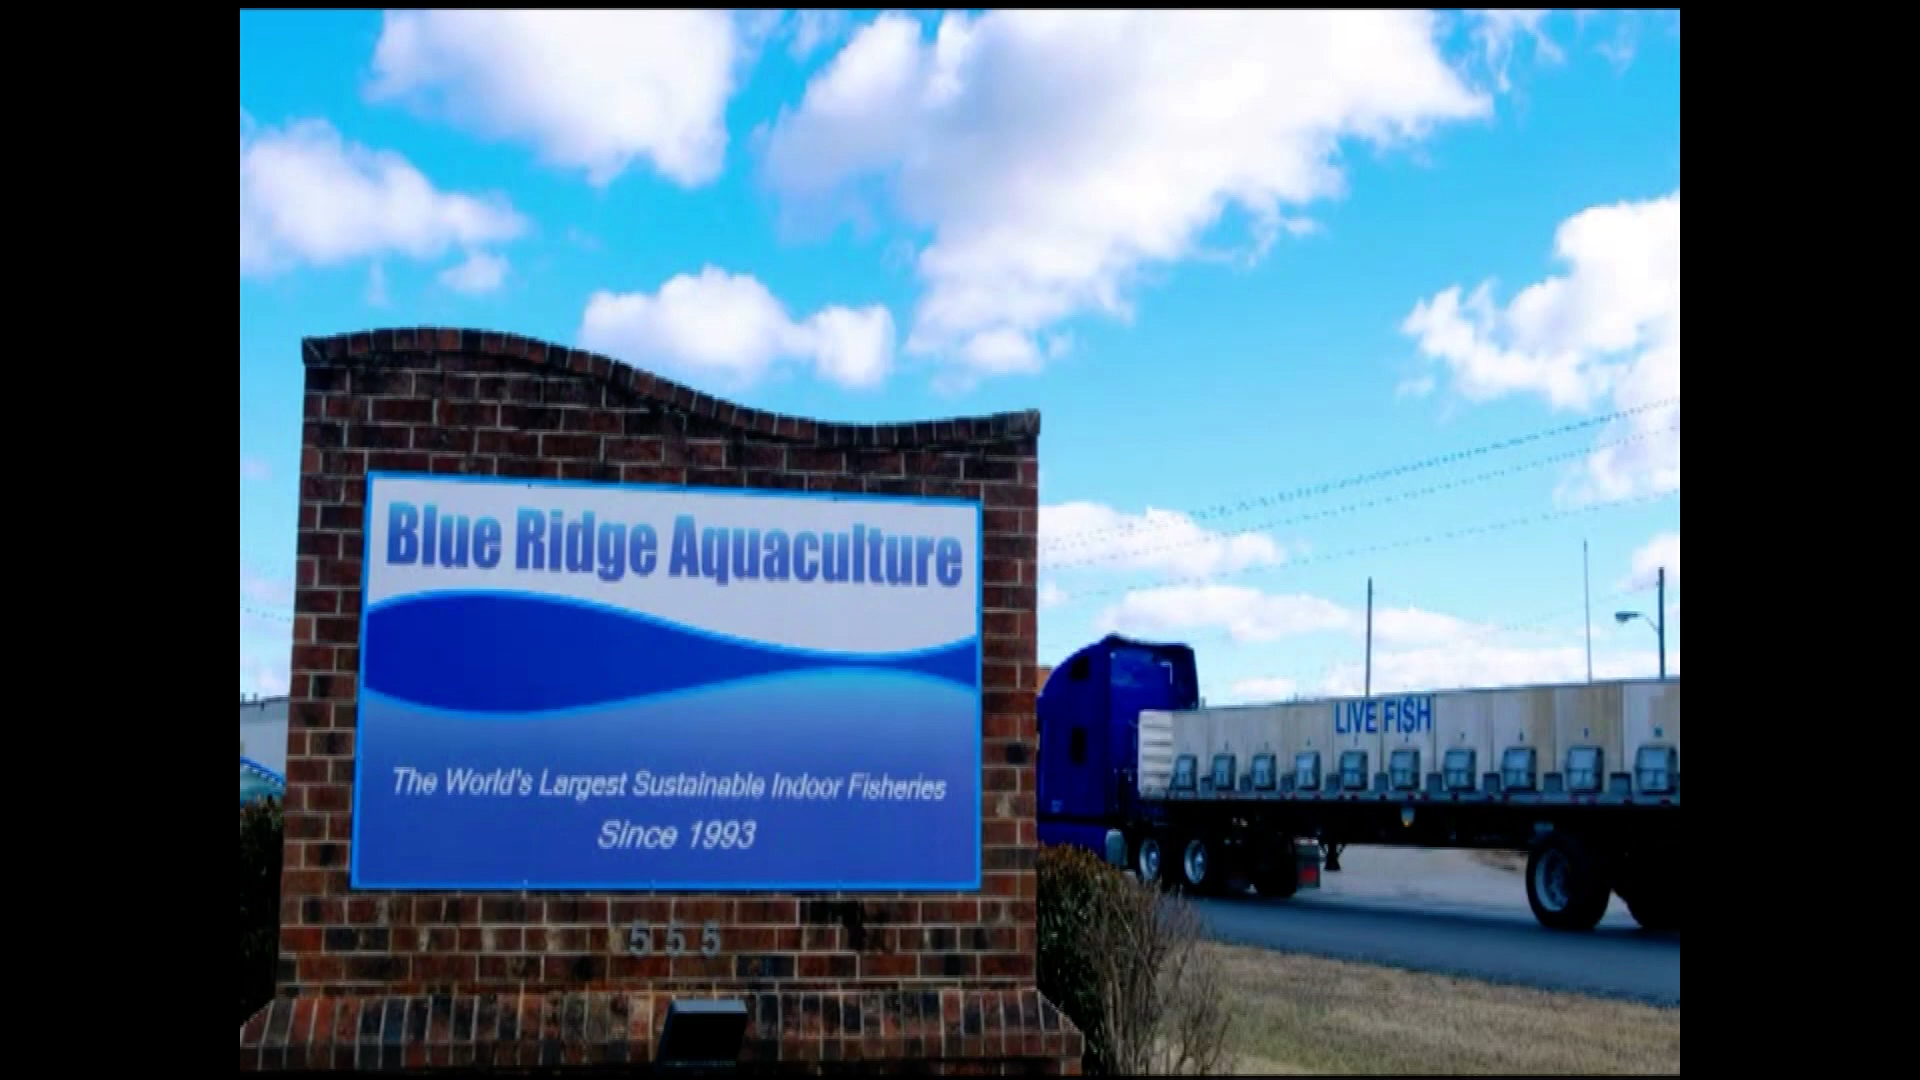 Blue Ridge Aquaculture
The World's Largest Sustainable Indoor Fisheries
Since 1993
555
LIVE FISH